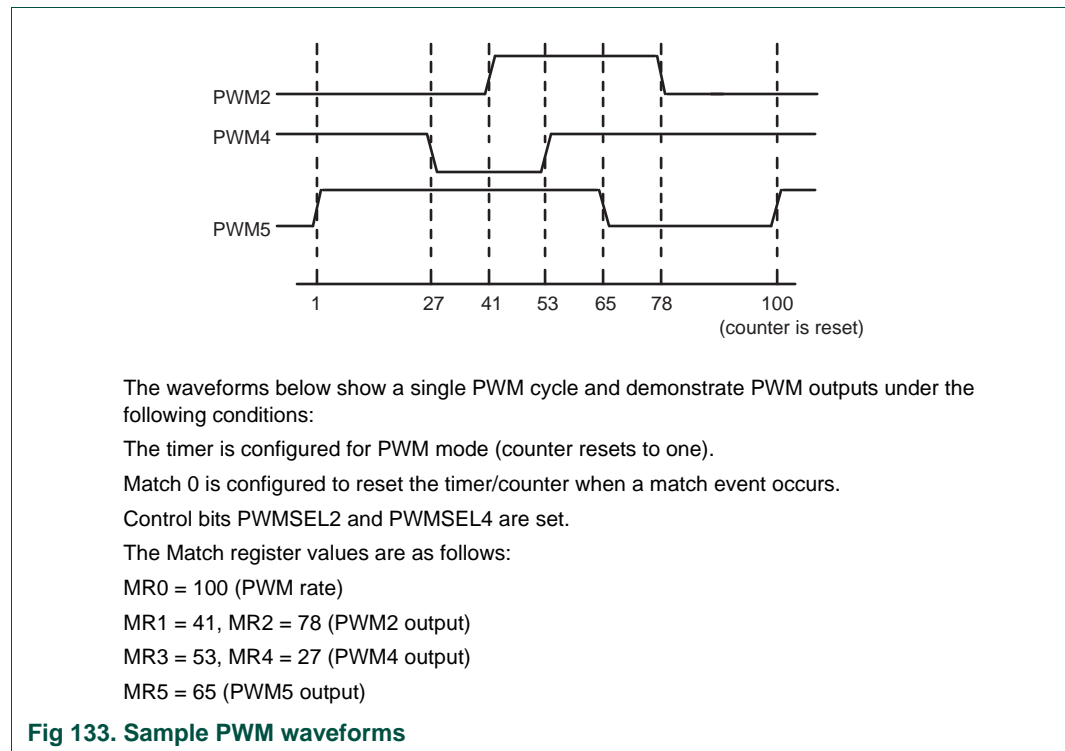 PWM2
PWM4
PWM5
1 27 41 53 65 78 100
(counter is reset)
The waveforms below show a single PWM cycle and demonstrate PWM outputs under the
following conditions:
The timer is configured for PWM mode (counter resets to one).
Match 0 is configured to reset the timer/counter when a match event occurs.
Control bits PWMSEL2 and PWMSEL4 are set.
The Match register values are as follows:
MR0 = 100 (PWM rate)
MR1 = 41, MR2 = 78 (PWM2 output)
MR3 = 53, MR4 = 27 (PWM4 output)
MR5 = 65 (PWM5 output)
Fig 133. Sample PWM waveforms